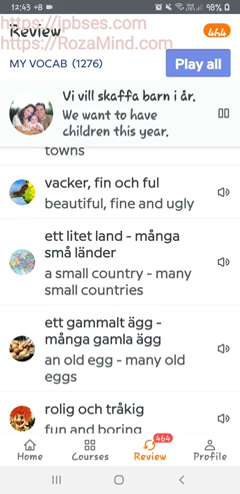 12:43 +B
98%
https://jpbses.com
https://RozaMind.com
Review
464
MY VOCAB (1276)
Play all
Vi vill skaffa barn i år.
We want to have
children this year.
towns
vacker, fin och ful
beautiful, fine and ugly
ett litet land - många
små länder
a small country - many
small countries
ett gammalt ägg -
många gamla ägg
an old egg - many old
eggs
rolig och tråkig
fun and boring
464
Home
Courses
Review
Profile